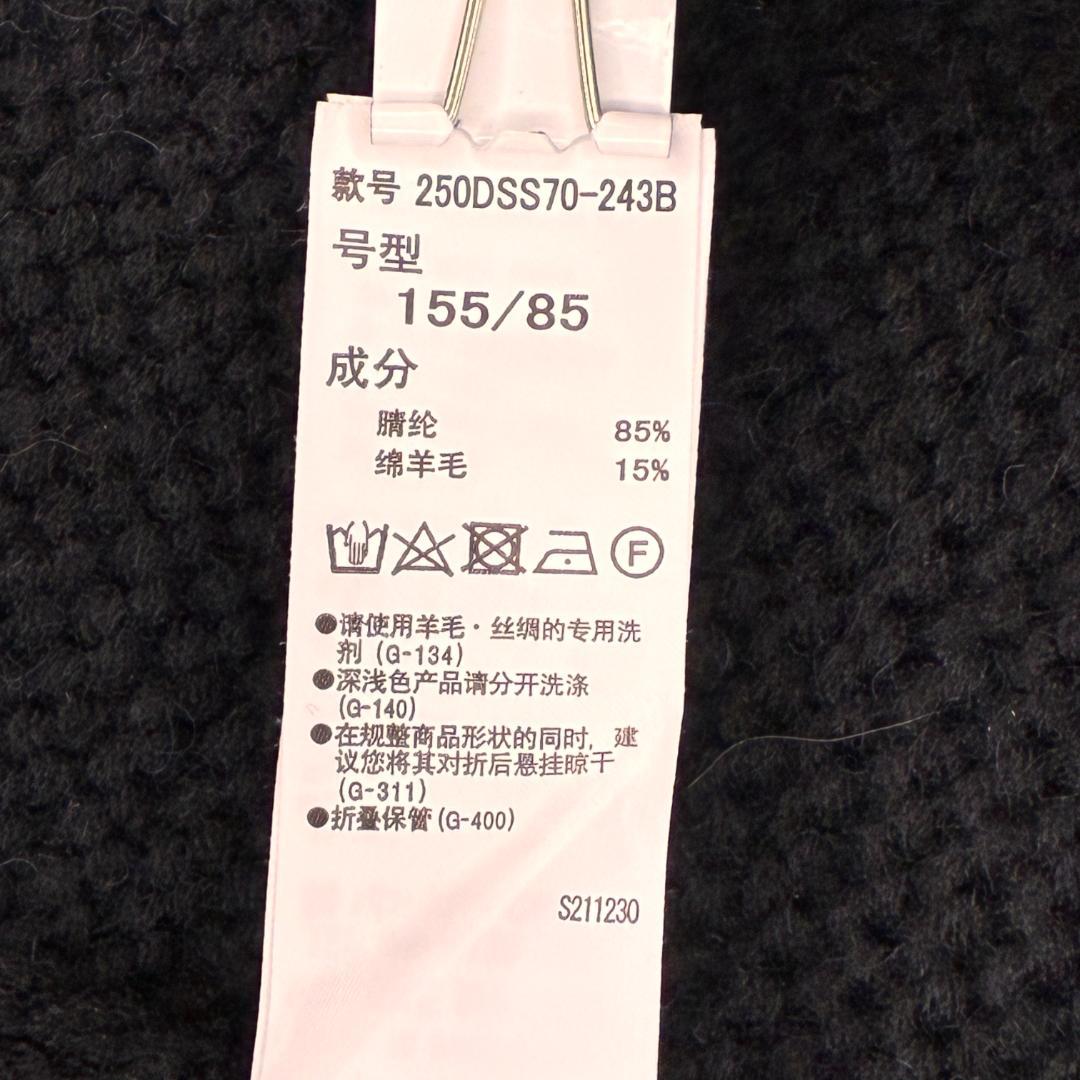 款号 250DSS70-243B
号型
155/85
成分
腈纶 85%
绵羊毛 15%
F
●请使用羊毛·丝绸的专用洗
剂 (G-134)
●深浅色产品请分开洗涤
(G-140)
●在规整商品形状的同时, 建
议您将其对折后悬挂晾干
(G-311)
●折叠保管(G-400)
S211230